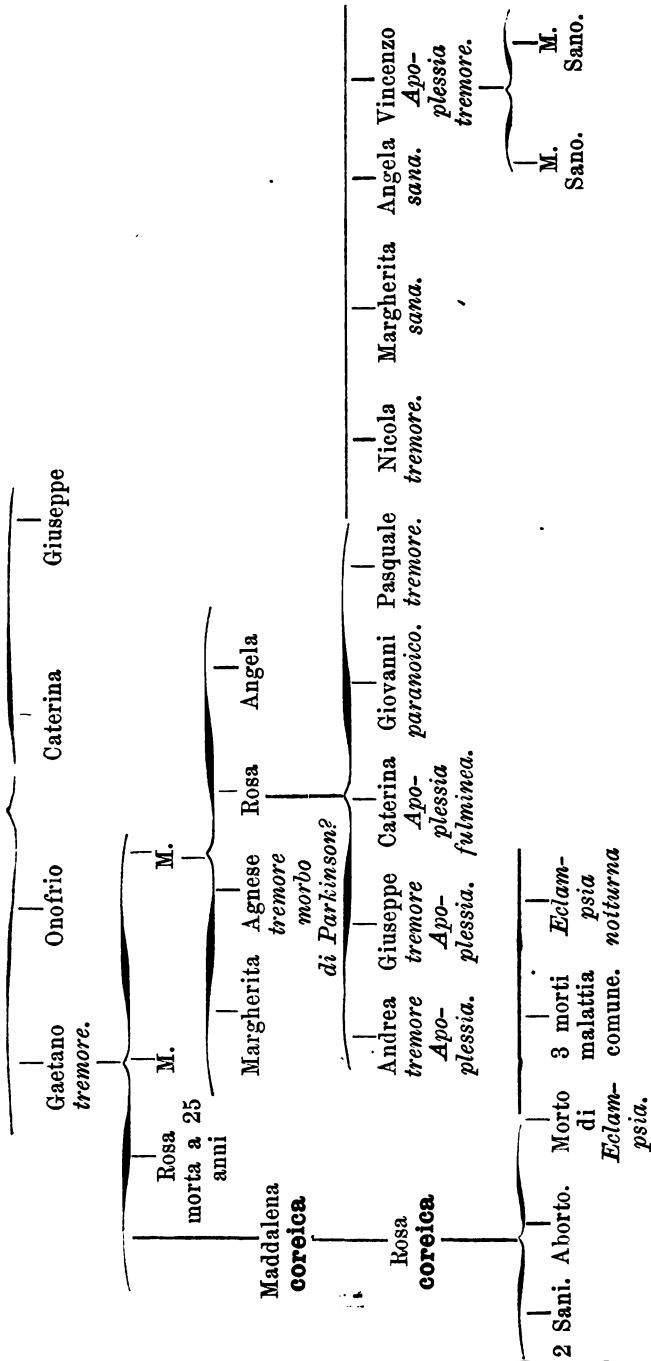 Gaetano Onofrio Caterina Giuseppe
tremore.
Rosa M. M.
morta a 25
anni
Maddalena Margherita Agnese Rosa Angela
coreica tremore
morbo
di Parkinson?
Rosa
coreica
Andrea Giuseppe Caterina Giovanni Pasquale Nicola Margherita Angela Vincenzo
tremore tremore Apo- paranoico. tremore. tremore. sana. sana. Apo-
Apo- Apo- plessia plessia
plessia. plessia. fulminea. tremore.
2 Sani. Aborto. Morto 3 morti Eclam- M. M.
di malattia psia Sano. Sano.
Eclam- comune. notturna
psia.